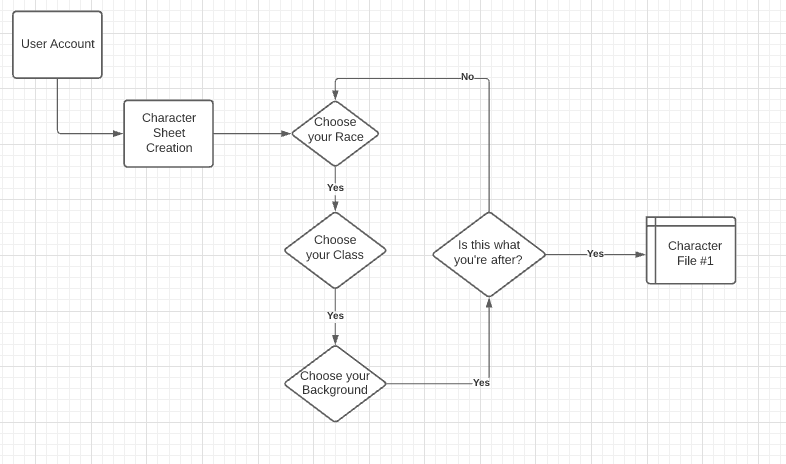 User Account
Character
Sheet
Creation
Choose
your Race
No
Yes
Choose
your Class
Yes
Choose your
Background
Yes
Is this what
you're after?
Yes
Character
File #1